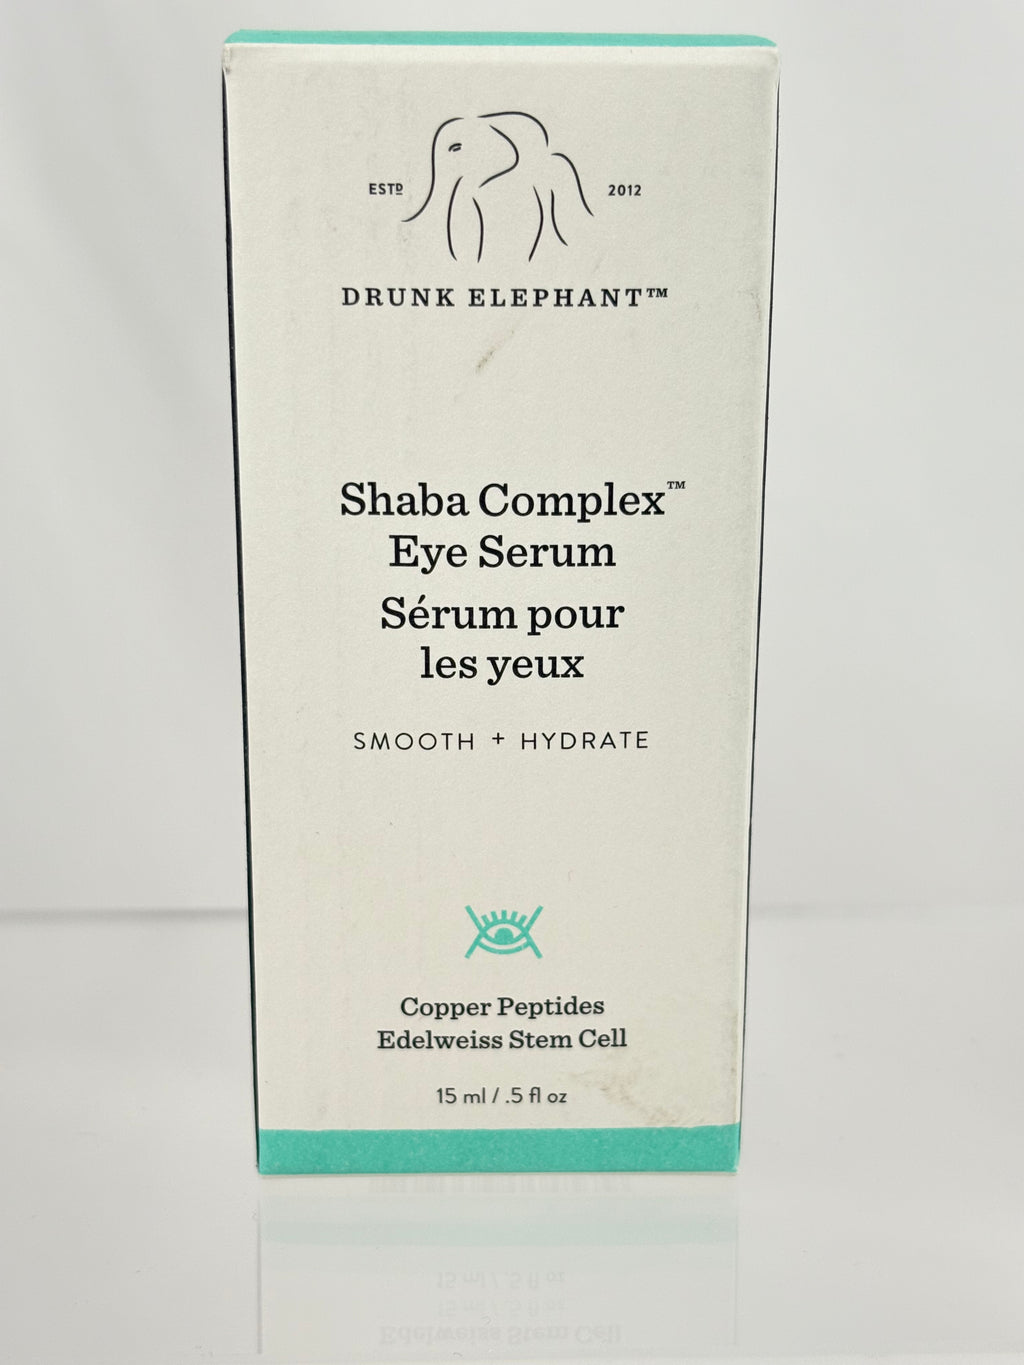 ESTD 2012
DRUNK ELEPHANT™
Shaba Complex™
Eye Serum
Sérum pour
les yeux
SMOOTH + HYDRATE
Copper Peptides
Edelweiss Stem Cell
15 ml / .5 fl oz